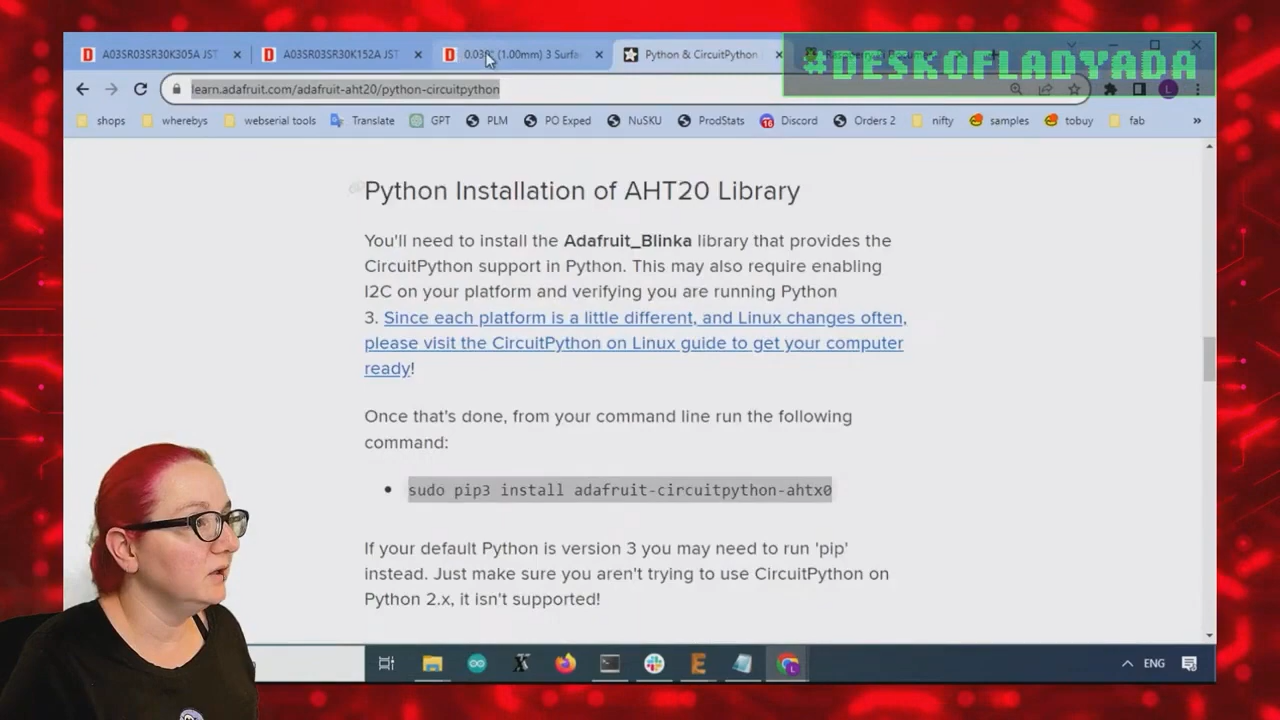 A03SR03SR30K305A JST
A03SR03SR30K152A JST
(1.00mm) 3 Surfa
Python & CircuitPython
#DESKOFLADYADA
learn.adafruit.com/adafruit-aht20/python-circuitpython
L
shops
wherebys
webserial tools
Translate
GPT
PLM
PO Exped
NuSKU
ProdStats
Discord
Orders 2
nifty
samples
tobuy
fab
»
Python Installation of AHT20 Library
You'll need to install the Adafruit_Blinka library that provides the
CircuitPython support in Python. This may also require enabling
I2C on your platform and verifying you are running Python
3. Since each platform is a little different, and Linux changes often,
please visit the CircuitPython on Linux guide to get your computer
ready!
Once that's done, from your command line run the following
command:
• sudo pip3 install adafruit-circuitpython-ahtx0
If your default Python is version 3 you may need to run 'pip'
instead. Just make sure you aren't trying to use CircuitPython on
Python 2.x, it isn't supported!
ENG